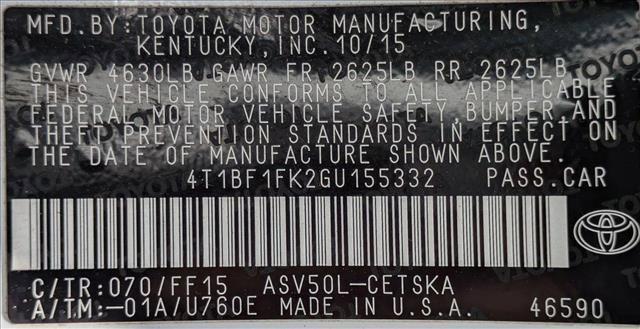 MFD.BY:TOYOTA MOTOR MANUFACTURING,
KENTUCKY,INC.10/15
GVWR 4630LB GAWR FR 2625LB RR 2625LB
THIS VEHICLE CONFORMS TO ALL APPLICABLE
FEDERAL MOTOR VEHICLE SAFETY,BUMPER,AND
THEFT PREVENTION STANDARDS IN EFFECT ON
THE DATE OF MANUFACTURE SHOWN ABOVE.
4T1BF1FK2GU155332 PASS.CAR
TOYOTA
C/TR:070/FF15 ASV50L-CETSKA
A/TM:-01A/U760E MADE IN U.S.A. 46590